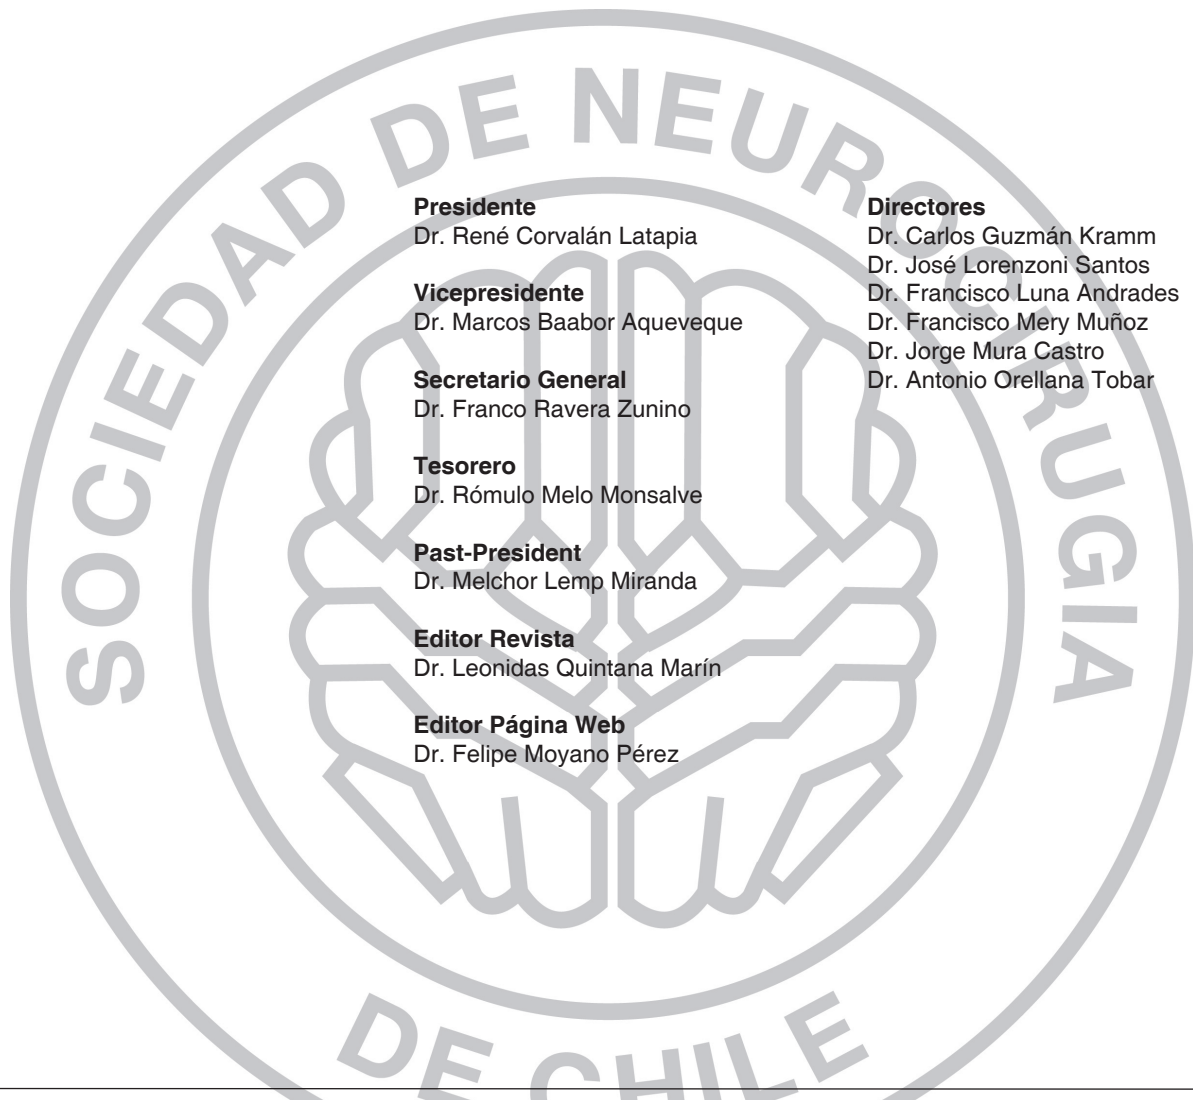 SOCIEDAD DE NEUROCIRUGIA
DE CHILE
Presidente
Dr. René Corvalán Latapia
Vicepresidente
Dr. Marcos Baabor Aqueveque
Secretario General
Dr. Franco Ravera Zunino
Tesorero
Dr. Rómulo Melo Monsalve
Past-President
Dr. Melchor Lemp Miranda
Editor Revista
Dr. Leonidas Quintana Marín
Editor Página Web
Dr. Felipe Moyano Pérez
Directores
Dr. Carlos Guzmán Kramm
Dr. José Lorenzoni Santos
Dr. Francisco Luna Andrades
Dr. Francisco Mery Muñoz
Dr. Jorge Mura Castro
Dr. Antonio Orellana Tobar